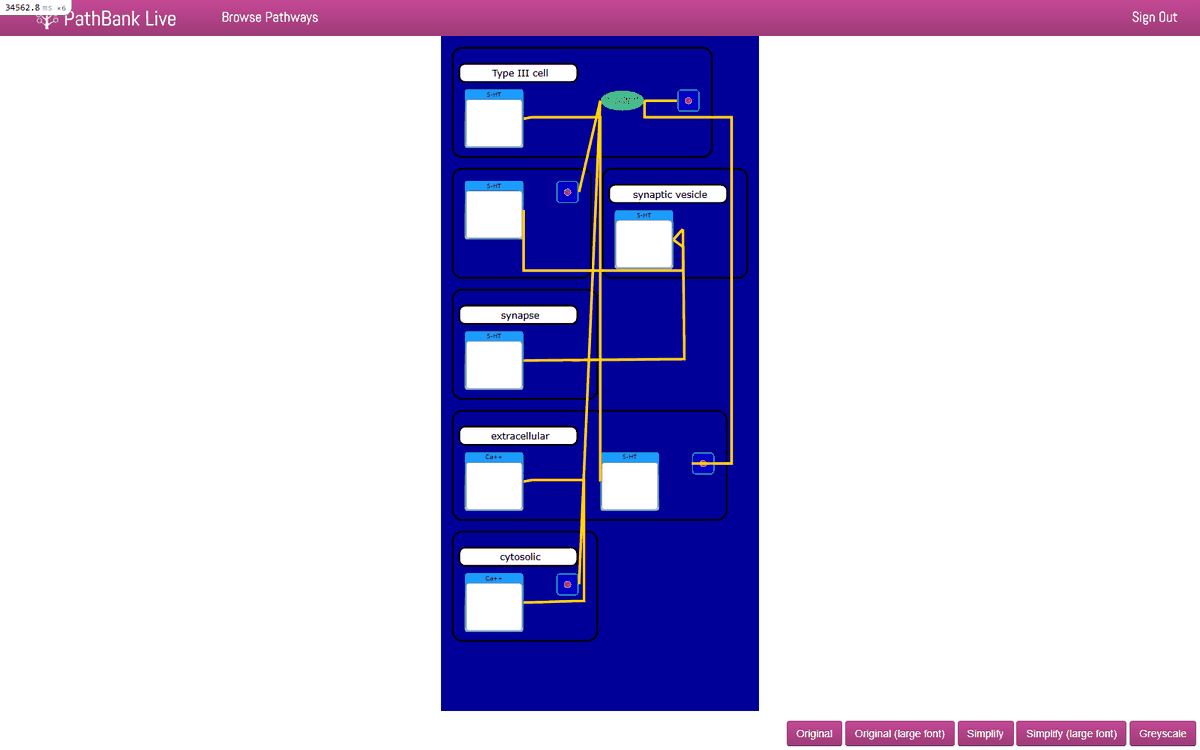 34562.8 ms ×6
PathBank Live
Browse Pathways
Sign Out
Type III cell
5-HT
5-HT
synaptic vesicle
5-HT
synapse
5-HT
extracellular
Ca++
5-HT
cytosolic
Ca++
Original
Original (large font)
Simplify
Simplify (large font)
Greyscale